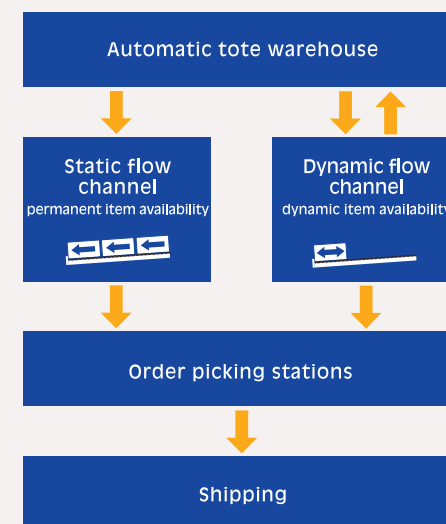 Automatic tote warehouse
Static flow
channel
permanent item availability
Dynamic flow
channel
dynamic item availability
Order picking stations
Shipping